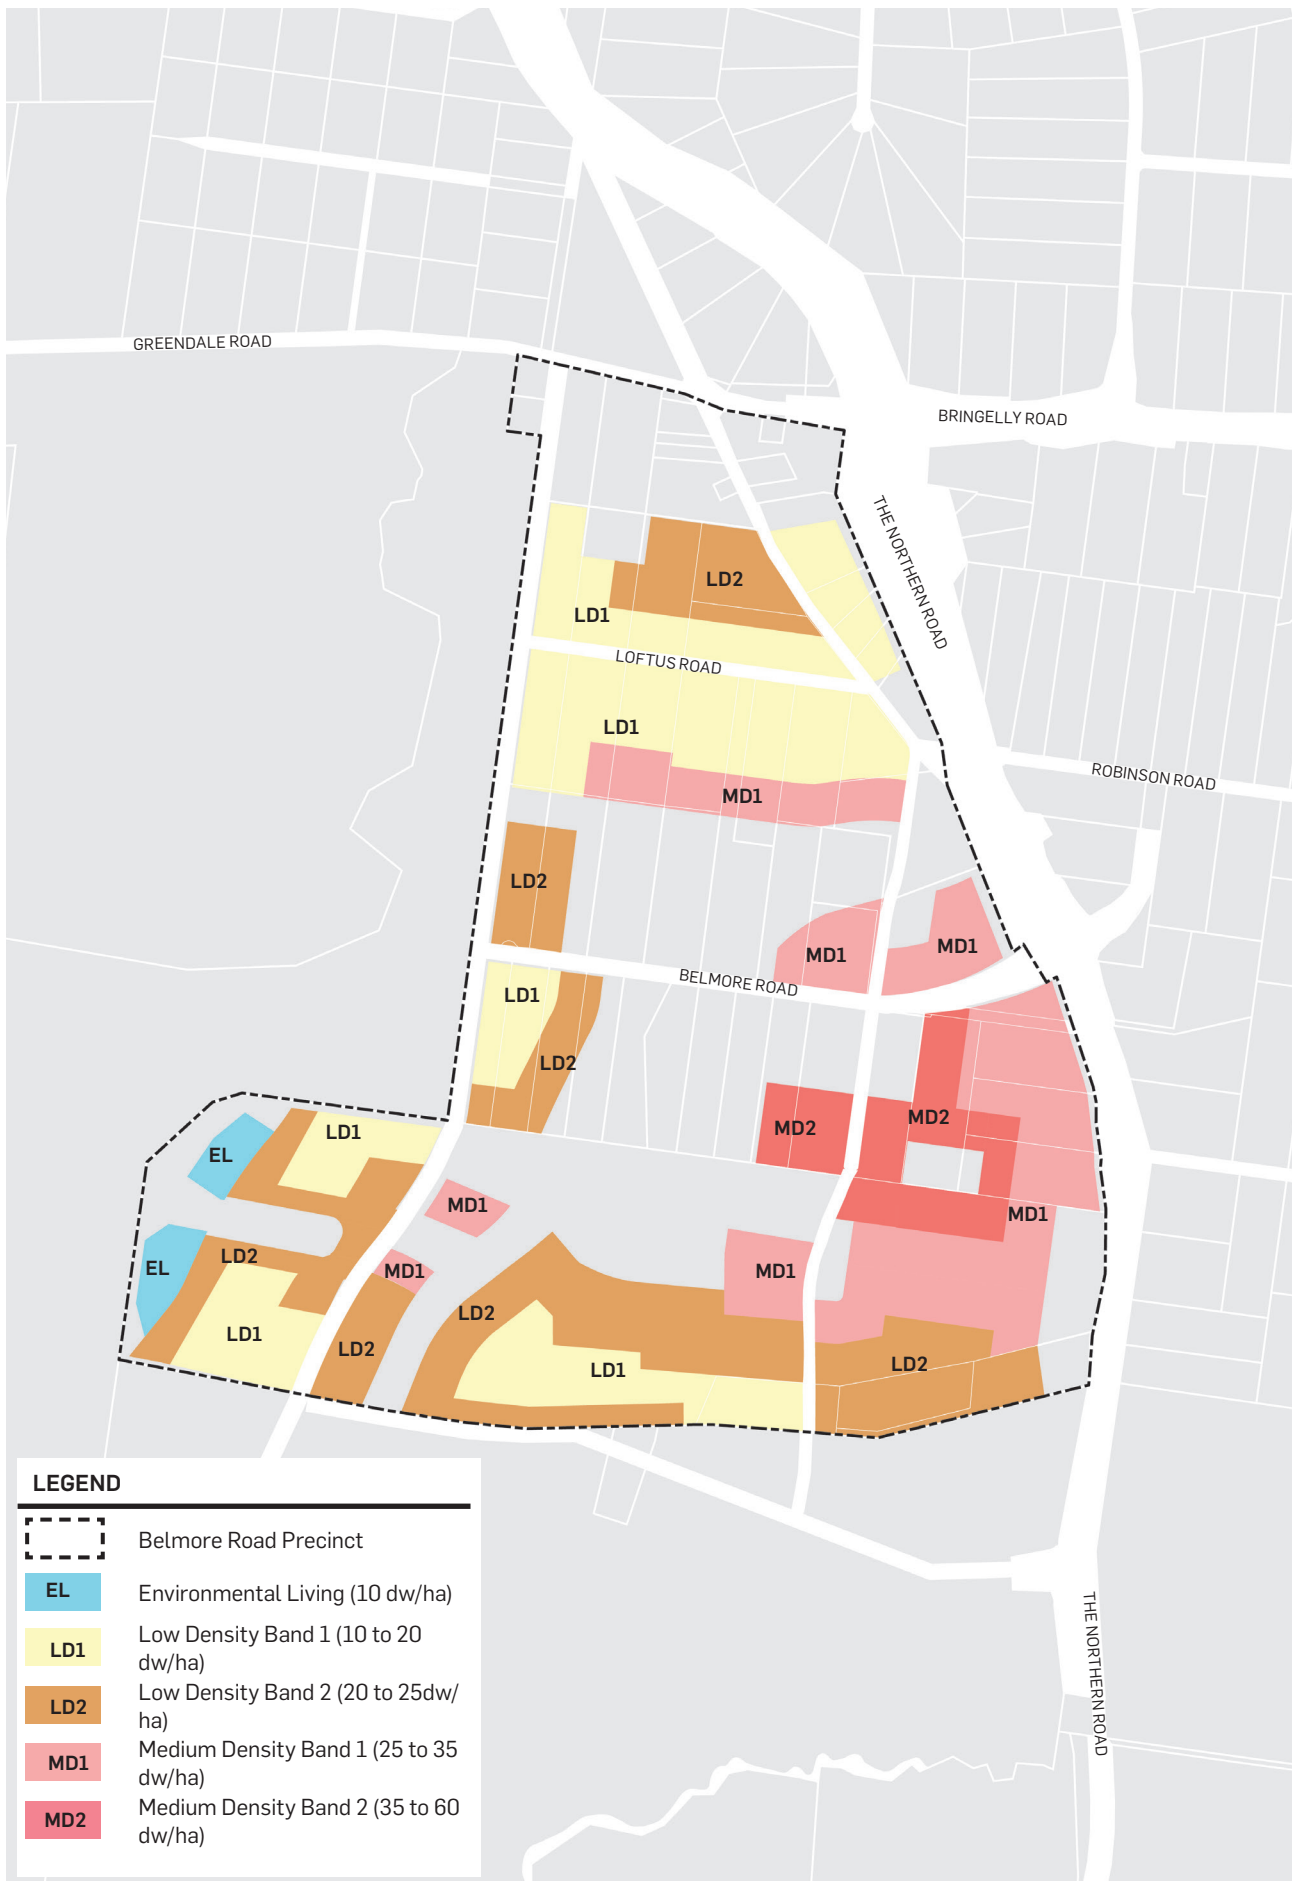 GREENDALE ROAD
BRINGELLY ROAD
THE NORTHERN ROAD
LD2
LD1
LOFTUS ROAD
LD1
MD1
ROBINSON ROAD
LD2
MD1
MD1
BELMORE ROAD
LD1
LD2
MD2
MD2
LD1
EL
MD1
MD1
LD2
EL
MD1
MD1
LD2
LD1
LD2
LD1
LD2
LEGEND
Belmore Road Precinct
EL
Environmental Living (10 dw/ha)
LD1
Low Density Band 1 (10 to 20
dw/ha)
LD2
Low Density Band 2 (20 to 25dw/
ha)
MD1
Medium Density Band 1 (25 to 35
dw/ha)
MD2
Medium Density Band 2 (35 to 60
dw/ha)
THE NORTHERN ROAD